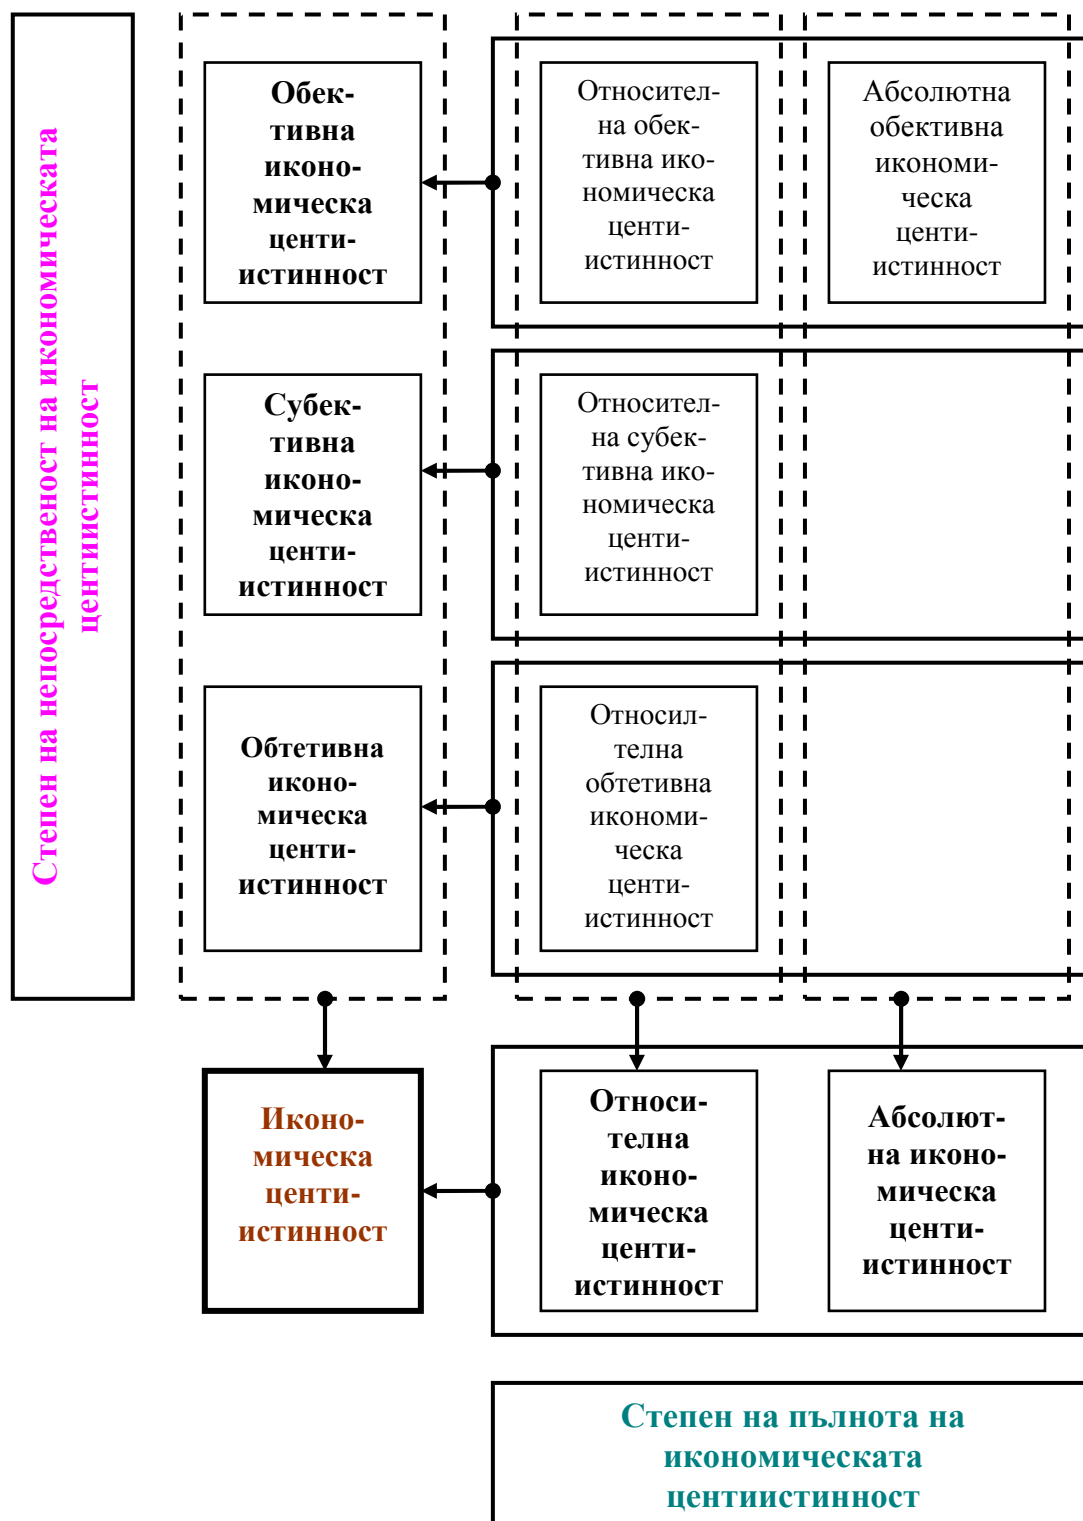 Степен на непосредственост на икономическата
центиистинност
Обек-
тивна
иконо-
мическа
центи-
истинност
Относител-
на обек-
тивна ико-
номическа
центи-
истинност
Абсолютна
обективна
икономи-
ческа
центи-
истинност
Субек-
тивна
иконо-
мическа
центи-
истинност
Относител-
на субек-
тивна ико-
номическа
центи-
истинност
Обтетивна
иконо-
мическа
центи-
истинност
Относил-
телна
обтетивна
икономи-
ческа
центи-
истинност
Иконо-
мическа
центи-
истинност
Относи-
телна
иконо-
мическа
центи-
истинност
Абсолют-
на иконо-
мическа
центи-
истинност
Степен на пълнота на
икономическата
центиистинност